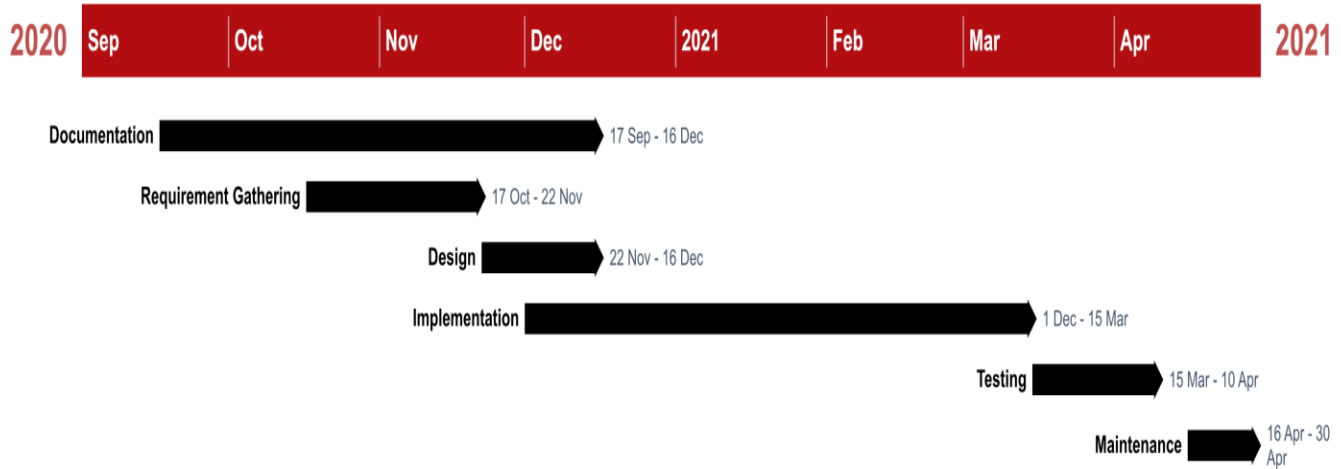 2020 Sep Oct Nov Dec 2021 Feb Mar Apr 2021
Documentation 17 Sep - 16 Dec
Requirement Gathering 17 Oct - 22 Nov
Design 22 Nov - 16 Dec
Implementation 1 Dec - 15 Mar
Testing 15 Mar - 10 Apr
Maintenance 16 Apr - 30
Apr